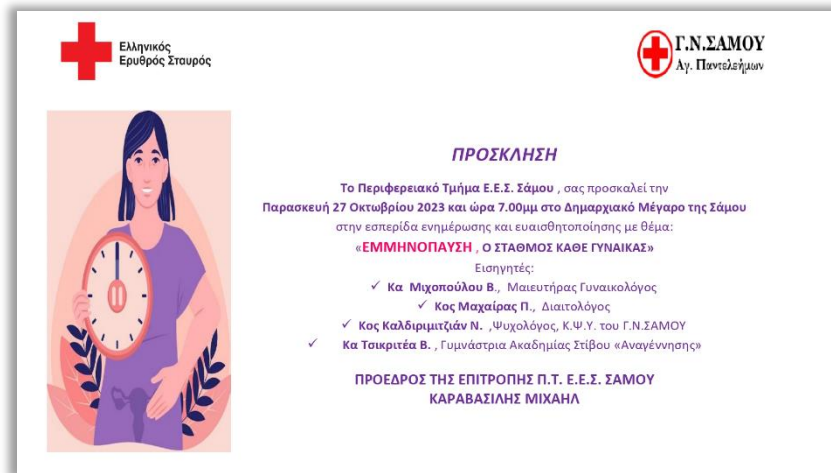 Ελληνικός
Ερυθρός Σταυρός
Γ.Ν.ΣΑΜΟΥ
Αγ. Παντελεήμων
ΠΡΟΣΚΛΗΣΗ
Το Περιφερειακό Τμήμα Ε.Ε.Σ. Σάμου , σας προσκαλεί την
Παρασκευή 27 Οκτωβρίου 2023 και ώρα 7.00μμ στο Δημαρχιακό Μέγαρο της Σάμου
στην εσπερίδα ενημέρωσης και ευαισθητοποίησης με θέμα:
«ΕΜΜΗΝΟΠΑΥΣΗ , Ο ΣΤΑΘΜΟΣ ΚΑΘΕ ΓΥΝΑΙΚΑΣ»
Εισηγητές:
✓ Κα Μιχοπούλου Β., Μαιευτήρας Γυναικολόγος
✓ Κος Μαχαίρας Π., Διαιτολόγος
✓ Κος Καλδιριμιτζιάν Ν. ,Ψυχολόγος, Κ.Ψ.Υ. του Γ.Ν.ΣΑΜΟΥ
✓ Κα Τσικριτέα Β. , Γυμνάστρια Ακαδημίας Στίβου «Αναγέννησης»
ΠΡΟΕΔΡΟΣ ΤΗΣ ΕΠΙΤΡΟΠΗΣ Π.Τ. Ε.Ε.Σ. ΣΑΜΟΥ
ΚΑΡΑΒΑΣΙΛΗΣ ΜΙΧΑΗΛ